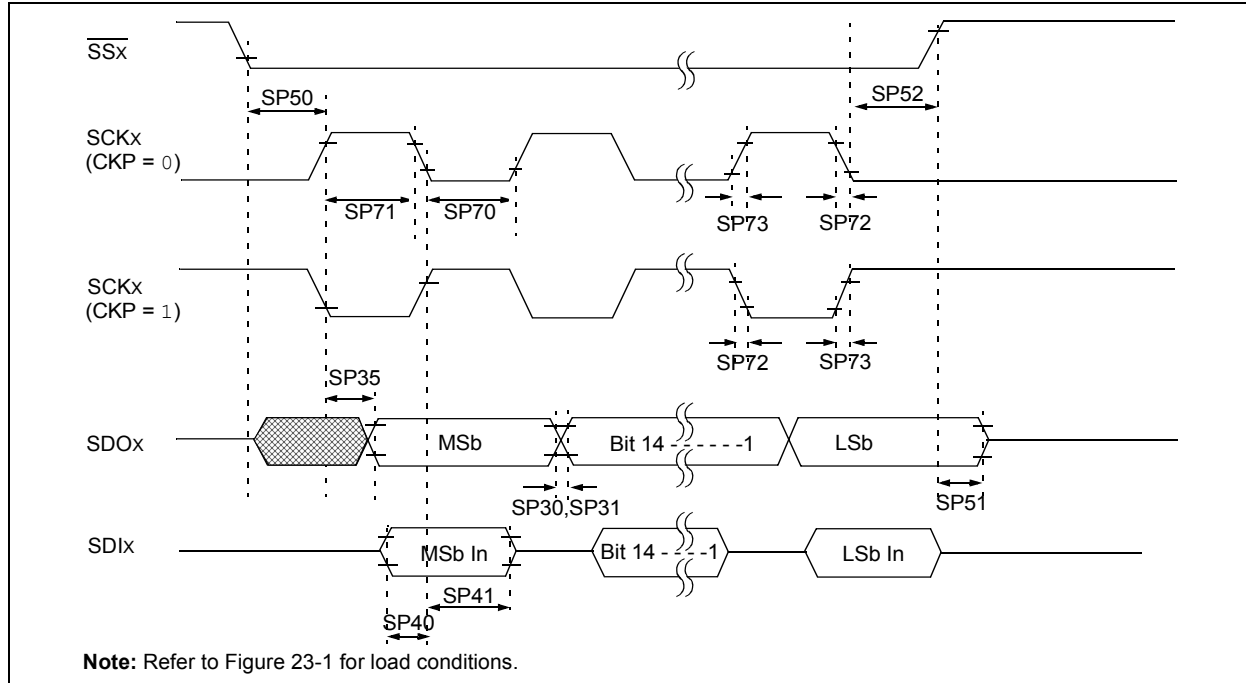 SSx
SP50
SP52
SCKx
(CKP = 0)
SP71
SP70
SP73
SP72
SCKx
(CKP = 1)
SP72
SP73
SP35
SDOx
MSb
Bit 14 - - - - - -1
LSb
SP30,SP31
SP51
SDIx
MSb In
Bit 14 - - - -1
LSb In
SP41
SP40
Note: Refer to Figure 23-1 for load conditions.